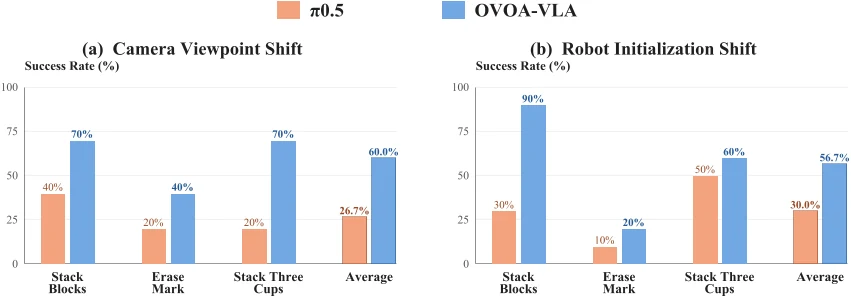 π0.5 OVOA-VLA
(a) Camera Viewpoint Shift
Success Rate (%)
100
75
50
25
0
40%
70%
20%
40%
20%
70%
26.7%
60.0%
Stack
Blocks
Erase
Mark
Stack Three
Cups
Average
(b) Robot Initialization Shift
Success Rate (%)
100
75
50
25
0
30%
90%
10%
20%
50%
60%
30.0%
56.7%
Stack
Blocks
Erase
Mark
Stack Three
Cups
Average